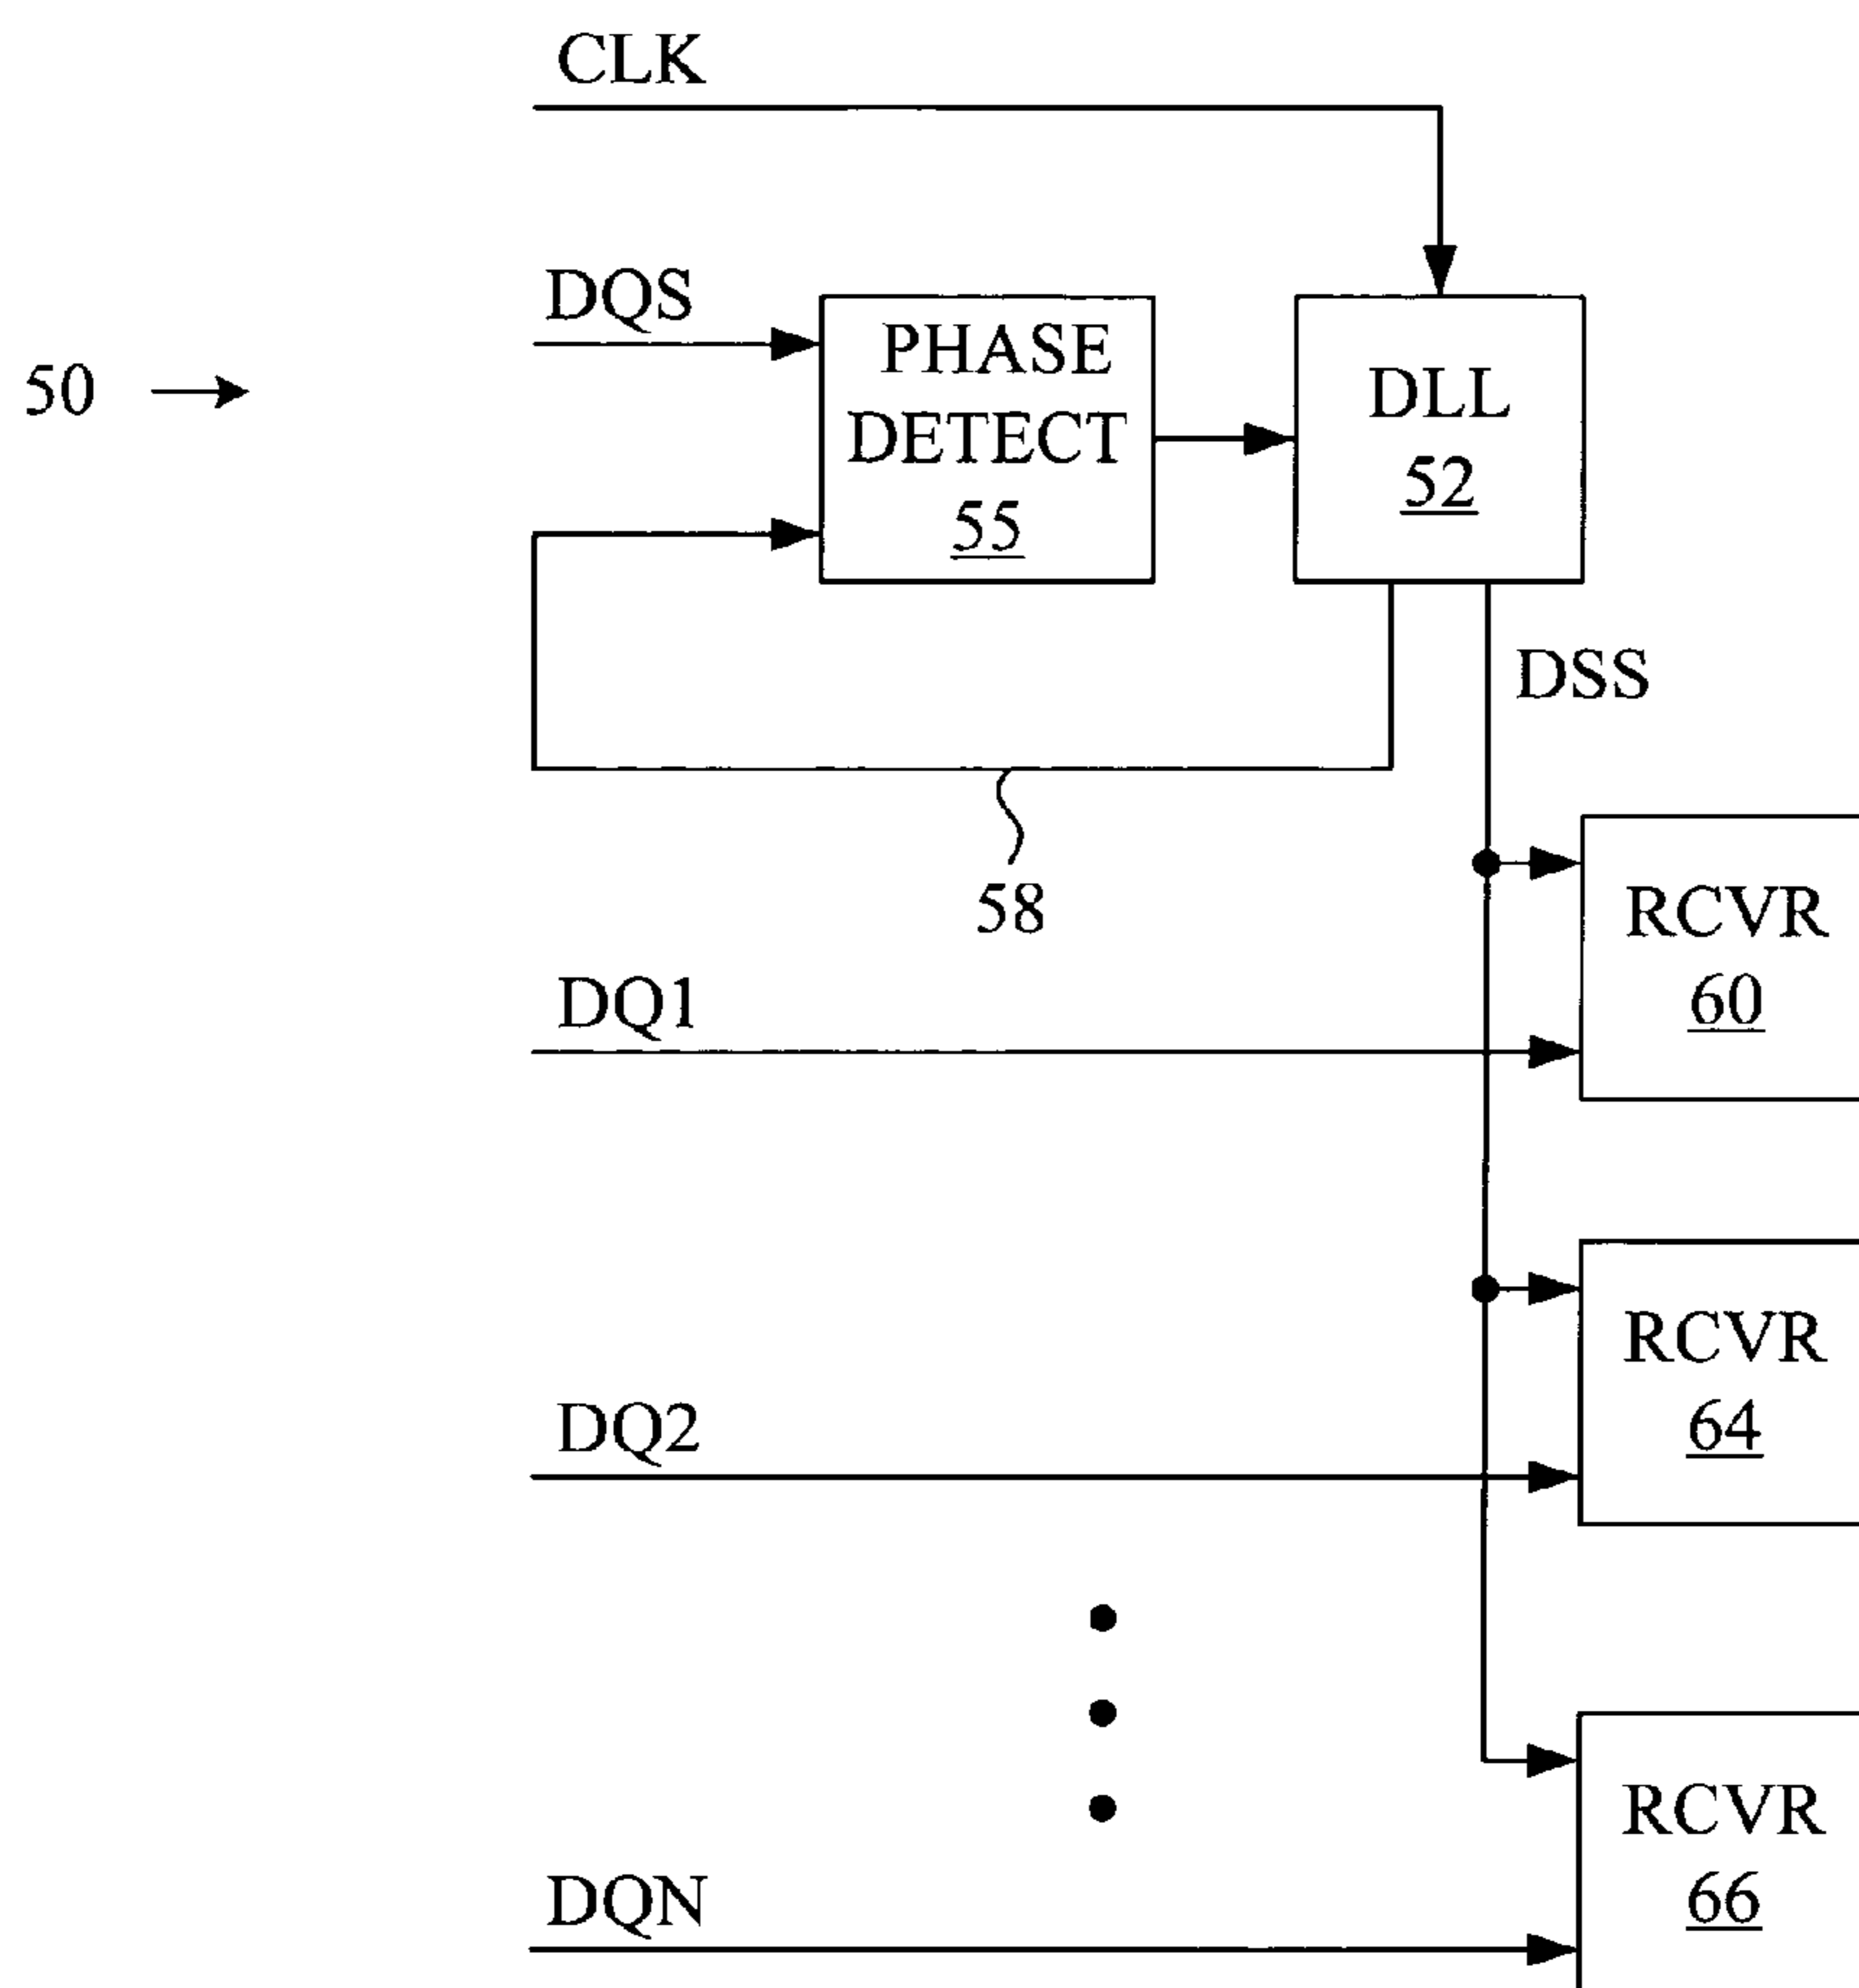 CLK
DQS
50
PHASE
DETECT
55
DLL
52
DSS
58
RCVR
60
DQ1
RCVR
64
DQ2
RCVR
66
DQN